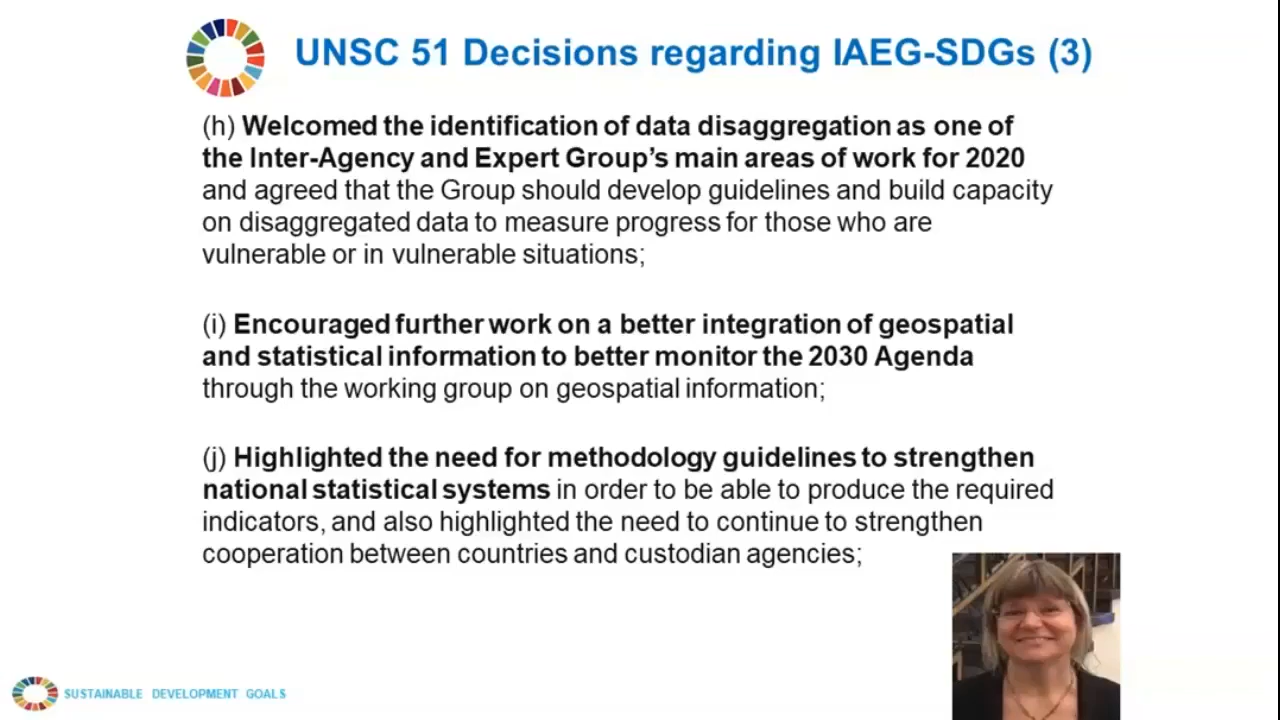 UNSC 51 Decisions regarding IAEG-SDGs (3)
(h) Welcomed the identification of data disaggregation as one of
the Inter-Agency and Expert Group's main areas of work for 2020
and agreed that the Group should develop guidelines and build capacity
on disaggregated data to measure progress for those who are
vulnerable or in vulnerable situations;
(i) Encouraged further work on a better integration of geospatial
and statistical information to better monitor the 2030 Agenda
through the working group on geospatial information;
(j) Highlighted the need for methodology guidelines to strengthen
national statistical systems in order to be able to produce the required
indicators, and also highlighted the need to continue to strengthen
cooperation between countries and custodian agencies;
SUSTAINABLE DEVELOPMENT GOALS